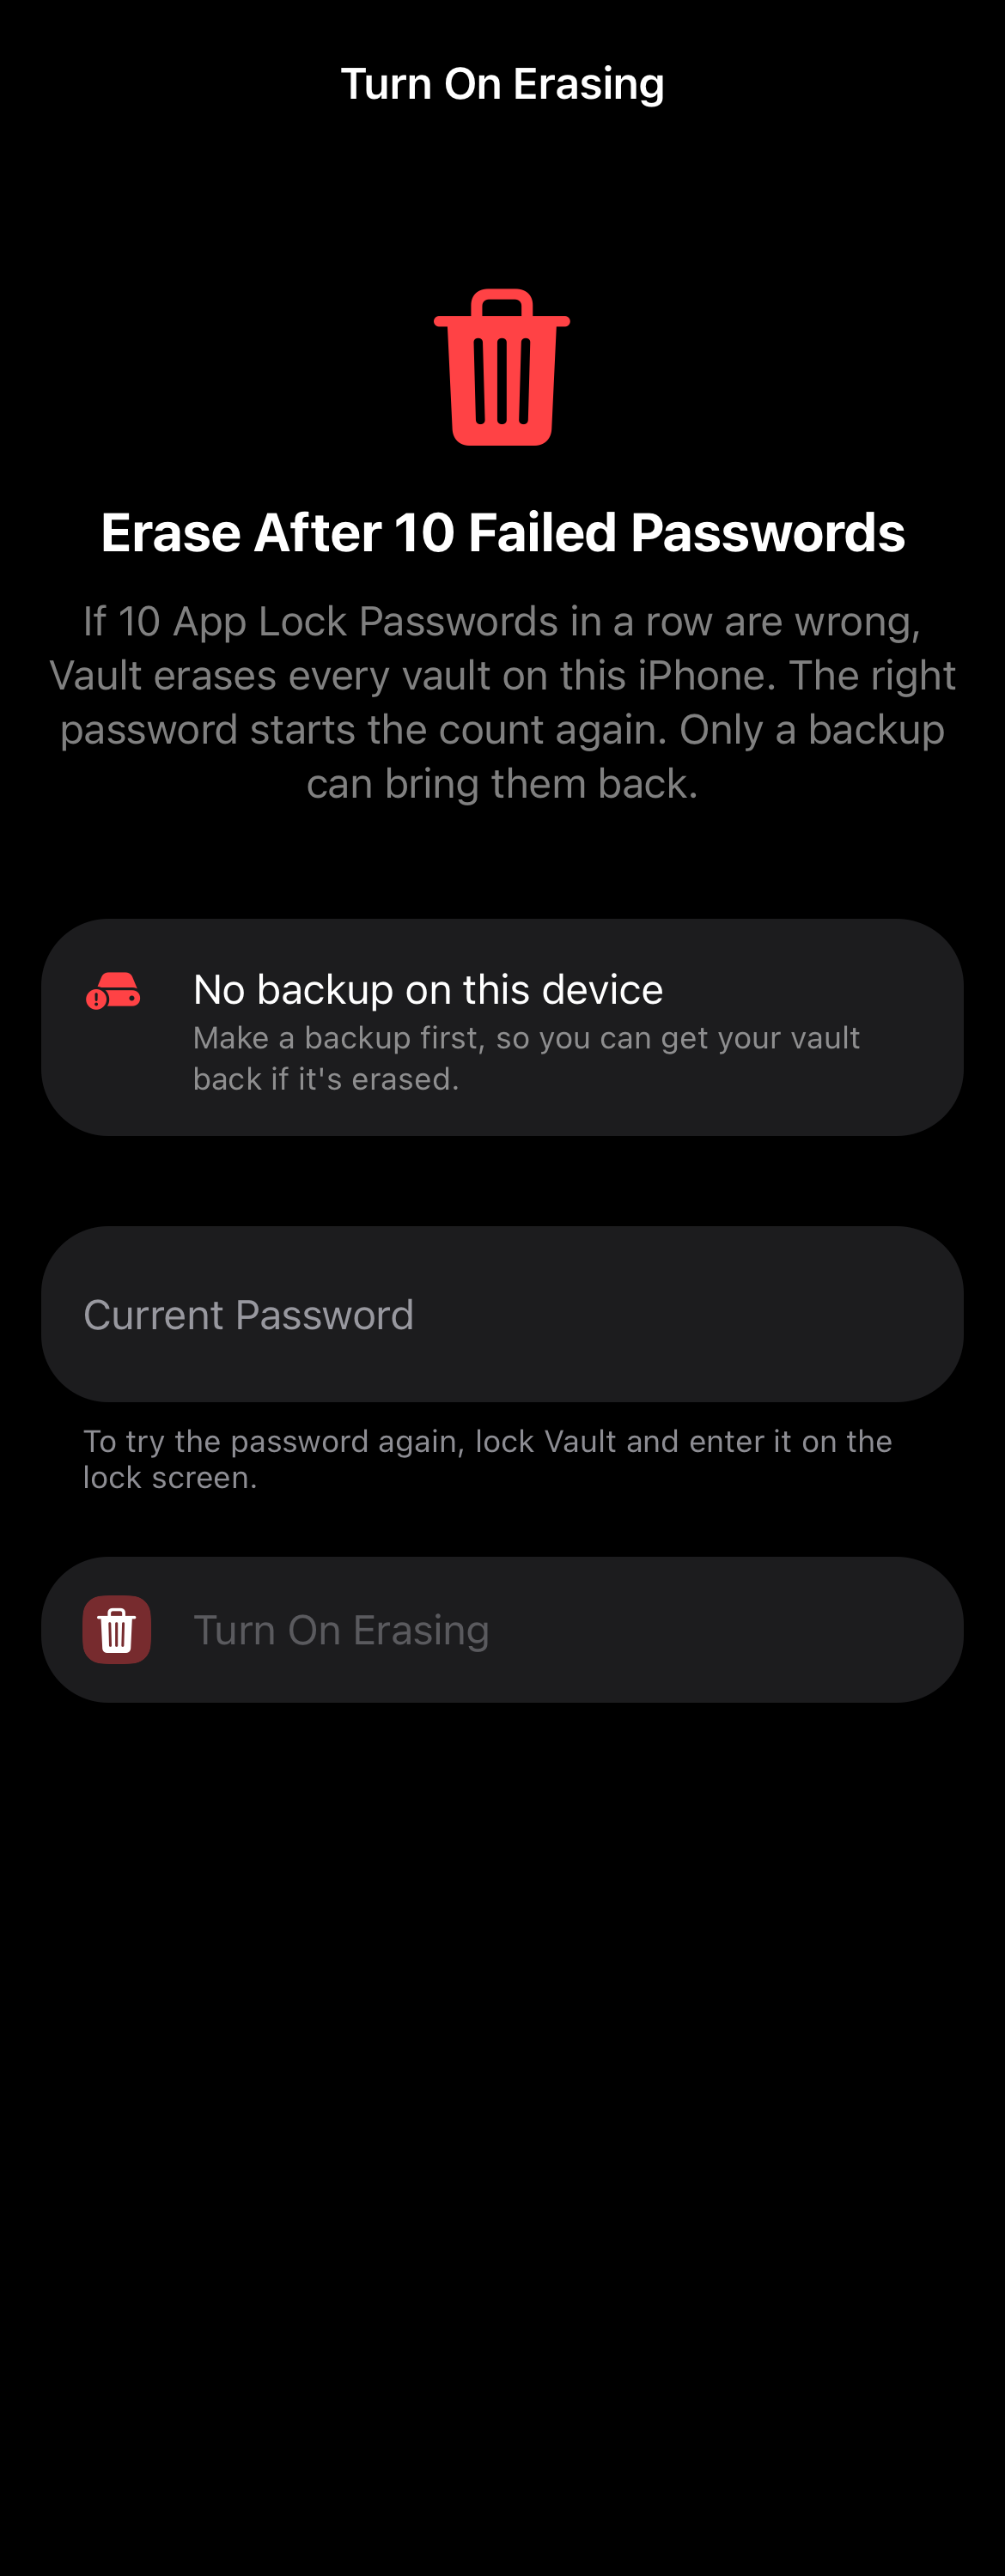 Turn On Erasing
Erase After 10 Failed Passwords
If 10 App Lock Passwords in a row are wrong,
Vault erases every vault on this iPhone. The right
password starts the count again. Only a backup
can bring them back.
No backup on this device
Make a backup first, so you can get your vault
back if it's erased.
Current Password
To try the password again, lock Vault and enter it on the
lock screen.
Turn On Erasing